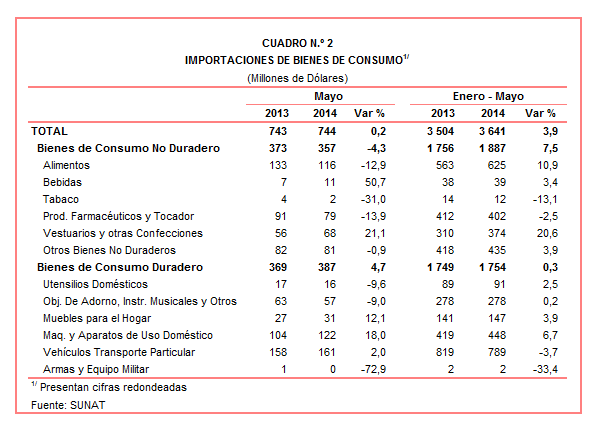 CUADRO N.º 2
IMPORTACIONES DE BIENES DE CONSUMO1/
(Millones de Dólares)
Mayo Enero - Mayo
2013 2014 Var % 2013 2014 Var %
TOTAL 743 744 0,2 3 504 3 641 3,9
Bienes de Consumo No Duradero 373 357 -4,3 1 756 1 887 7,5
Alimentos 133 116 -12,9 563 625 10,9
Bebidas 7 11 50,7 38 39 3,4
Tabaco 4 2 -31,0 14 12 -13,1
Prod. Farmacéuticos y Tocador 91 79 -13,9 412 402 -2,5
Vestuarios y otras Confecciones 56 68 21,1 310 374 20,6
Otros Bienes No Duraderos 82 81 -0,9 418 435 3,9
Bienes de Consumo Duradero 369 387 4,7 1 749 1 754 0,3
Utensilios Domésticos 17 16 -9,6 89 91 2,5
Obj. De Adorno, Instr. Musicales y Otros 63 57 -9,0 278 278 0,2
Muebles para el Hogar 27 31 12,1 141 147 3,9
Maq. y Aparatos de Uso Doméstico 104 122 18,0 419 448 6,7
Vehículos Transporte Particular 158 161 2,0 819 789 -3,7
Armas y Equipo Militar 1 0 -72,9 2 2 -33,4
1/ Presentan cifras redondeadas
Fuente: SUNAT